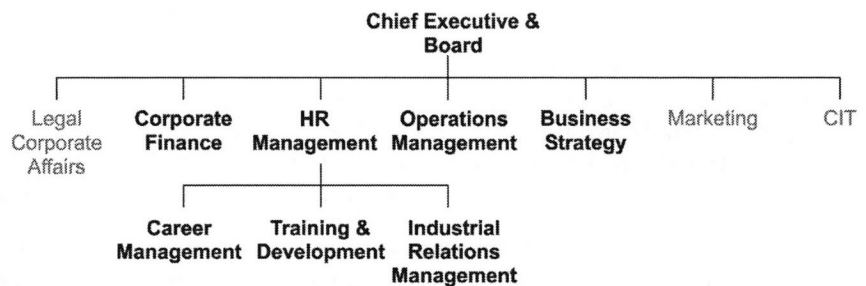 Chief Executive &
Board
Legal
Corporate
Affairs
Corporate
Finance
HR
Management
Operations
Management
Business
Strategy
Marketing
CIT
Career
Management
Training &
Development
Industrial
Relations
Management